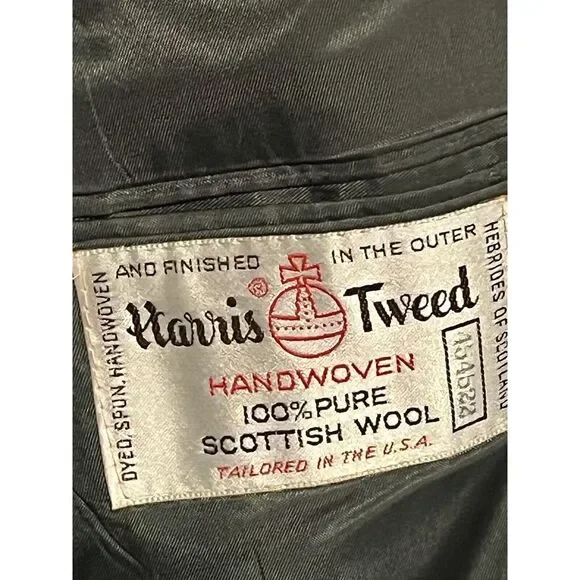 DYED, SPUN, HANDWOVEN AND FINISHED IN THE OUTER HEBRIDES OF SCOTLAND
Harris ® Tweed
HANDWOVEN
100% PURE
SCOTTISH WOOL
TAILORED IN THE U.S.A.